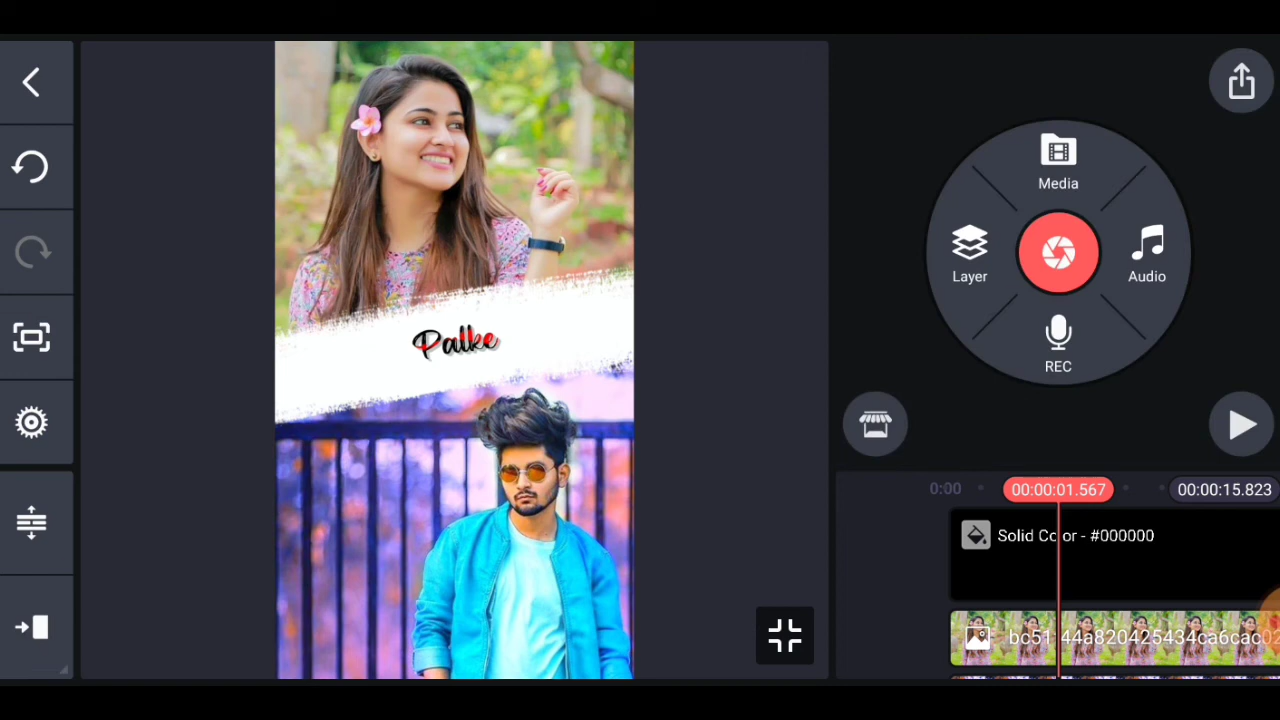 Media
Layer
Audio
REC
Palke
0:00
00:00:01.567
00:00:15.823
Solid Color - #000000